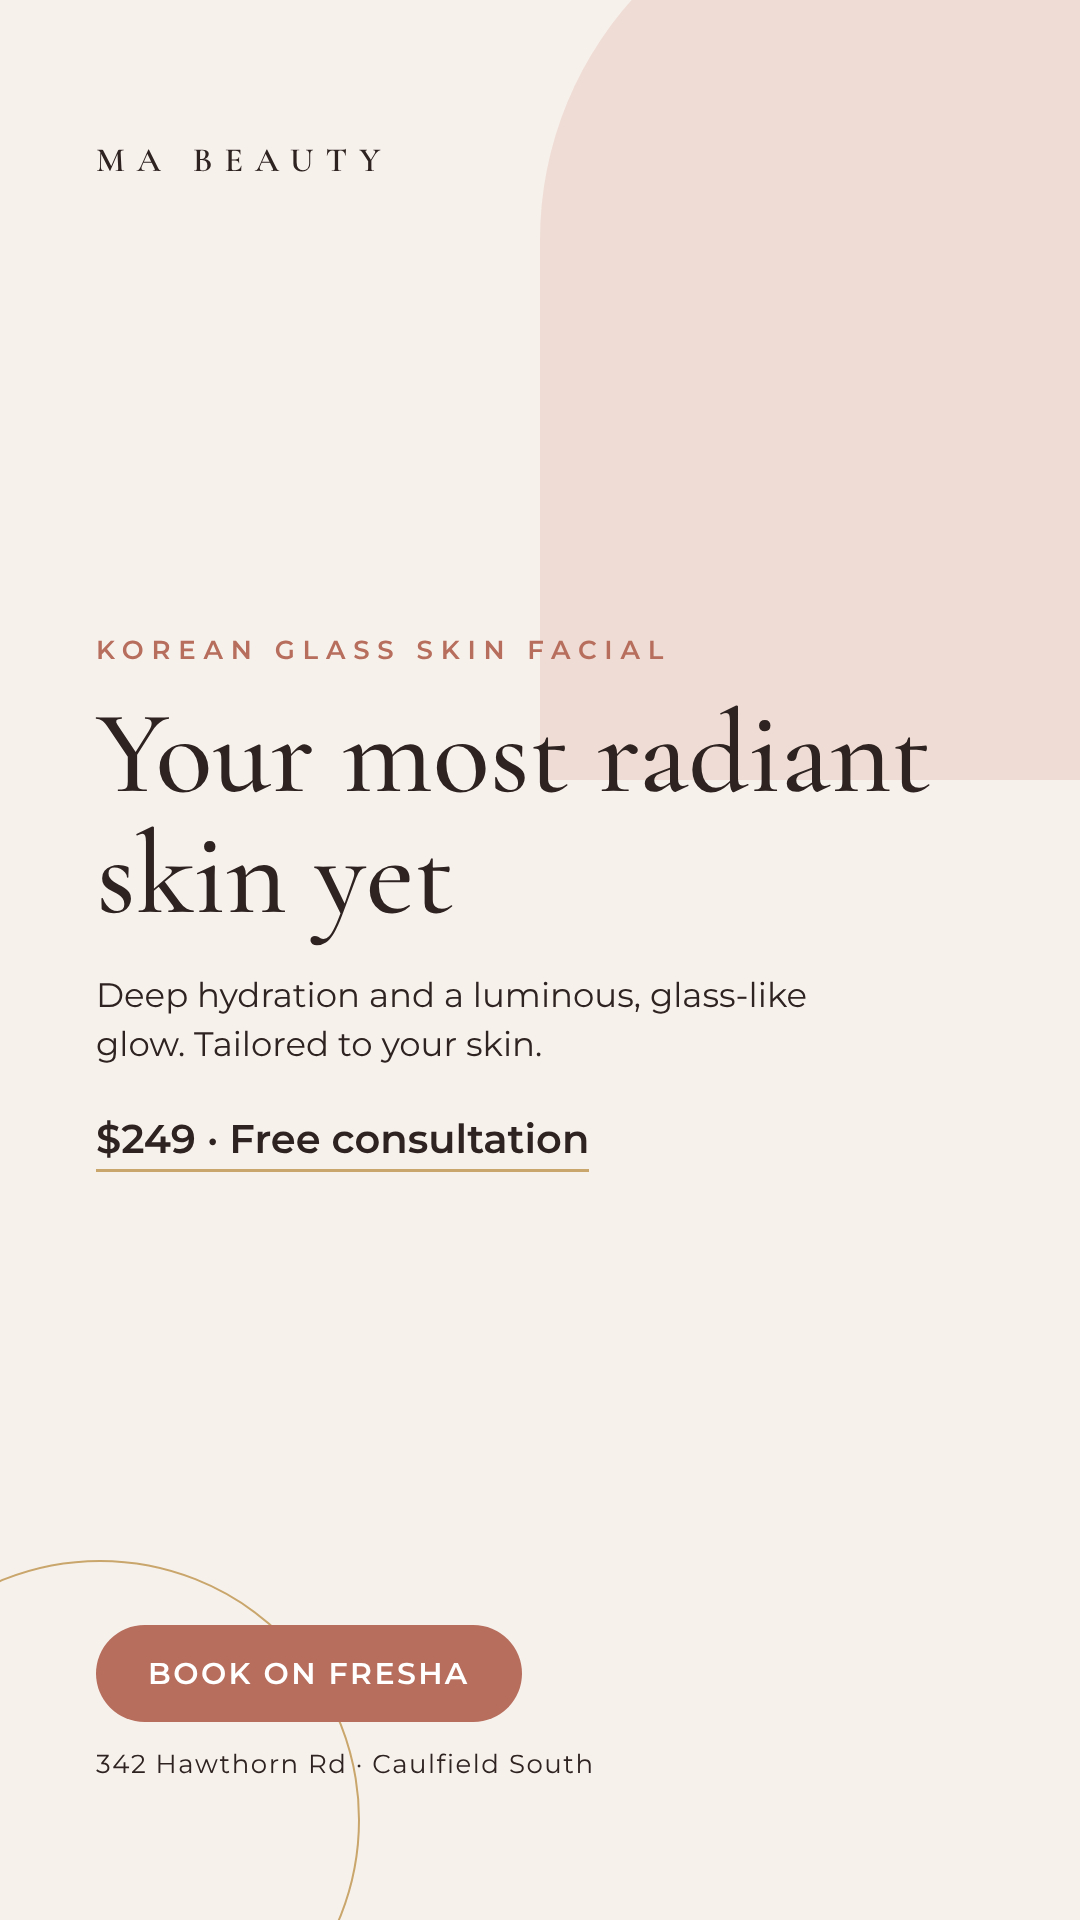 MA BEAUTY
KOREAN GLASS SKIN FACIAL
Your most radiant
skin yet
Deep hydration and a luminous, glass-like
glow. Tailored to your skin.
$249 · Free consultation
BOOK ON FRESHA
342 Hawthorn Rd · Caulfield South